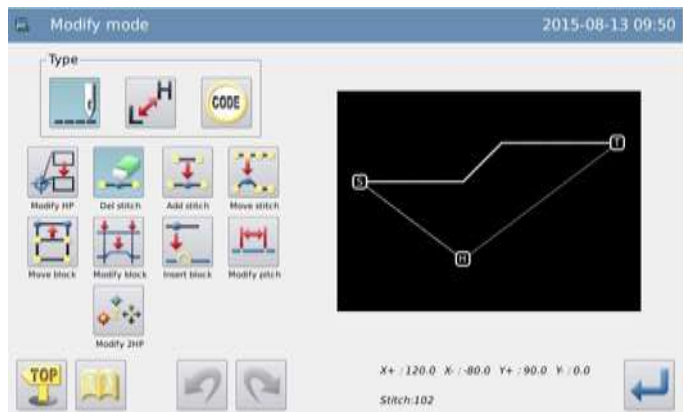 Modify mode 2015-08-13 09:50
Type
L H CODE
Modify HP Del stitch Add stitch Move stitch
Move block Modify block Insert block Modify pitch
Modify 2HP
S T H
TOP
X+ : 120.0 X- : -80.0 Y+ : 90.0 Y- : 0.0
Stitch:102